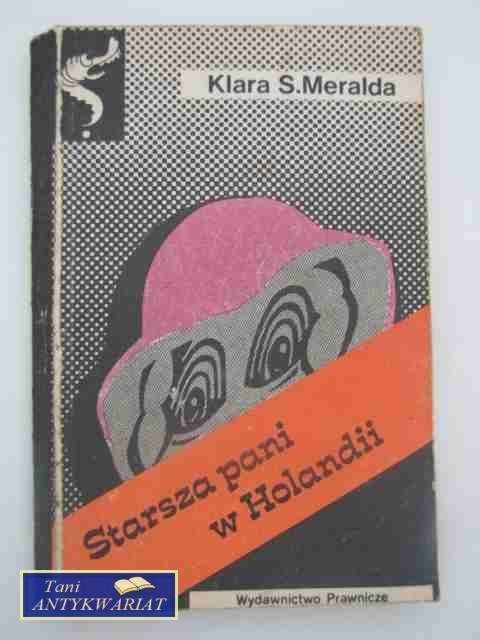 Klara S.Meralda
Starsza pani
w Holandii
Wydawnictwo Prawnicze
Tani
ANTYKWARIAT